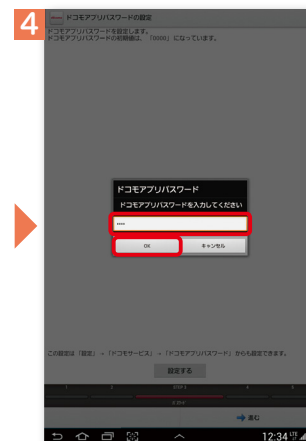 4
ドコモアプリパスワードの設定
ドコモアプリパスワードを設定します。
ドコモアプリパスワードの初期値は、「0000」になっています。
ドコモアプリパスワード
ドコモアプリパスワードを入力してください
····
OK
キャンセル
この設定は「設定」→「ドコモサービス」→「ドコモアプリパスワード」からも設定できます。
設定する
1 2 STEP 3 4 5
進む
12:34 LTE